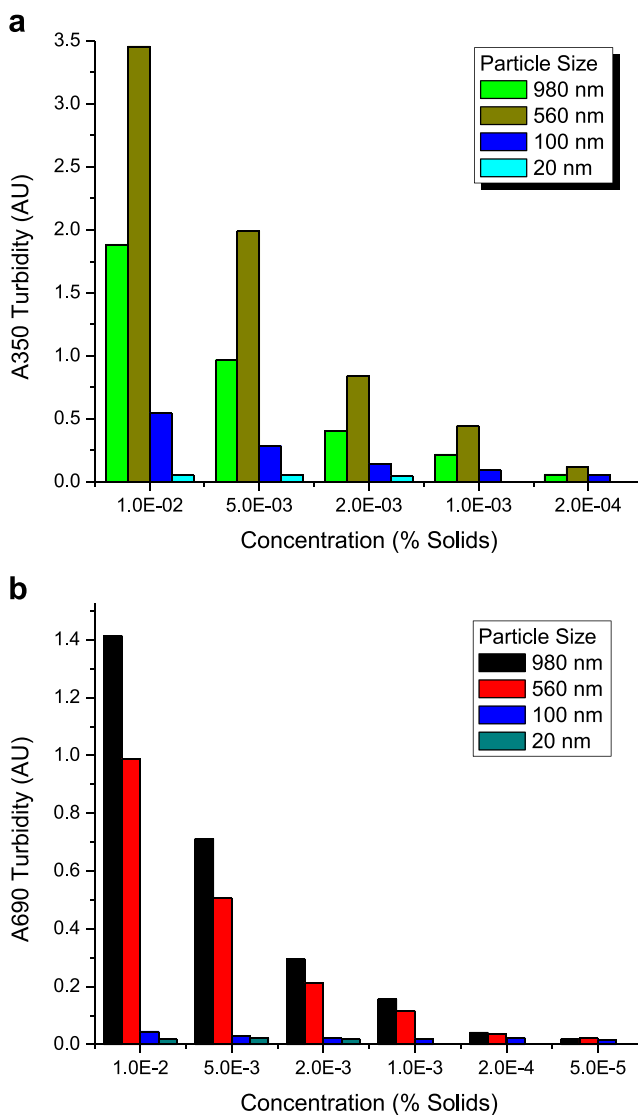 a
A350 Turbidity (AU)
3.5
3.0
2.5
2.0
1.5
1.0
0.5
0.0
Particle Size
980 nm
560 nm
100 nm
20 nm
1.0E-02 5.0E-03 2.0E-03 1.0E-03 2.0E-04
Concentration (% Solids)
b
A690 Turbidity (AU)
1.4
1.2
1.0
0.8
0.6
0.4
0.2
0.0
Particle Size
980 nm
560 nm
100 nm
20 nm
1.0E-2 5.0E-3 2.0E-3 1.0E-3 2.0E-4 5.0E-5
Concentration (% Solids)